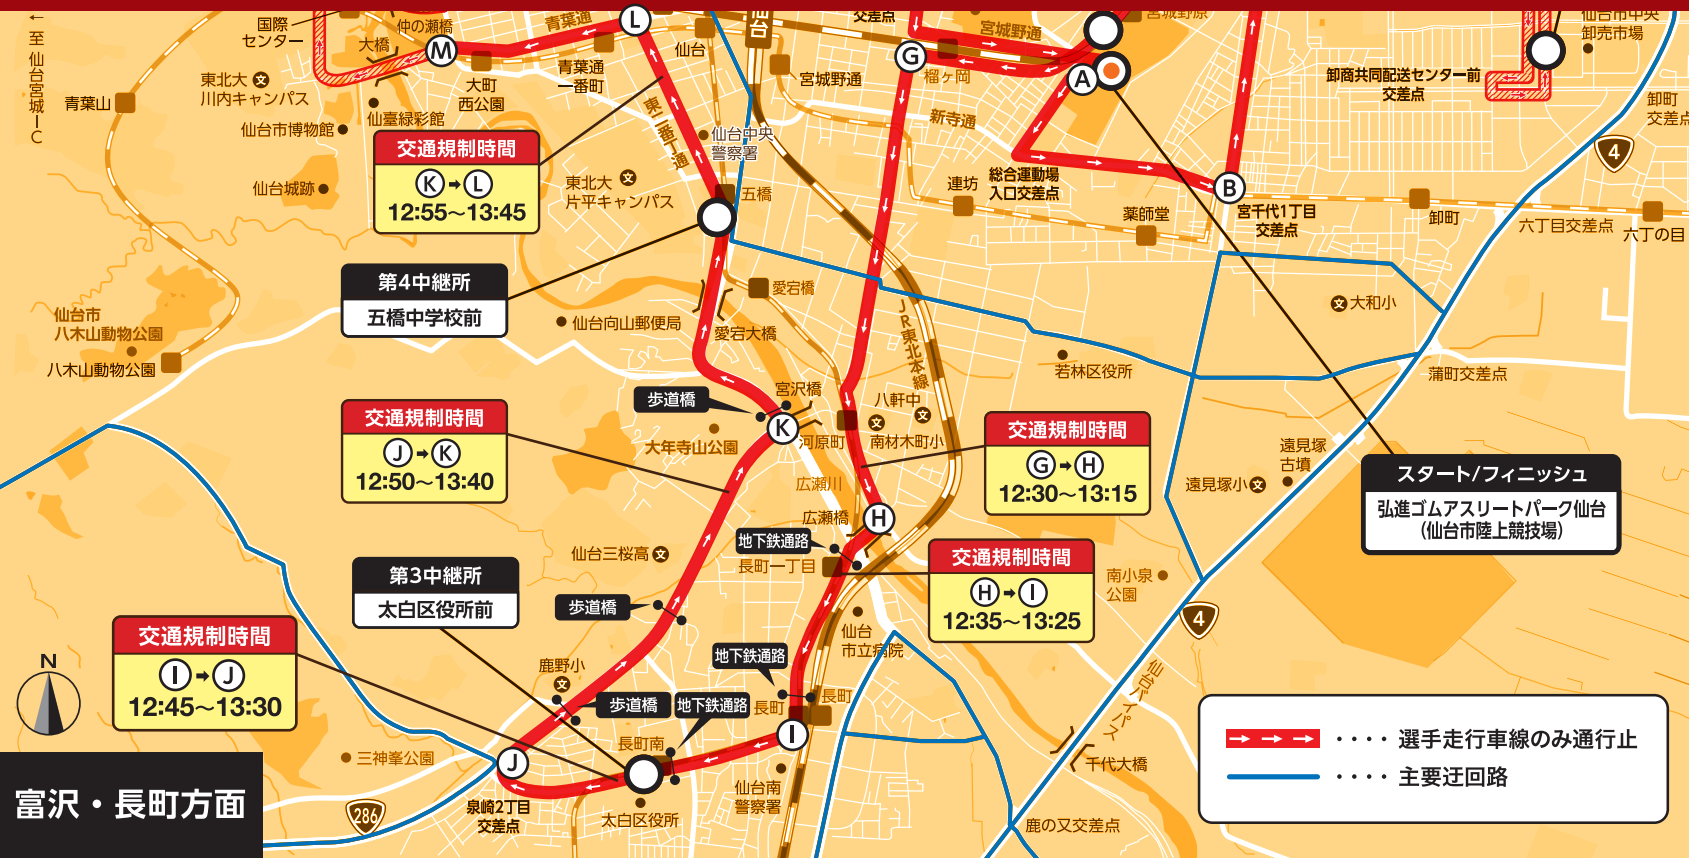 ← 至 仙台宮城IC
国際
センター
仲の瀬橋
大橋
青葉通
L
M
仙台
仙台
交差点
宮城野通
宮城野原
仙台市中央
卸売市場
青葉山
東北大
川内キャンパス
文
仙台市博物館
仙臺緑彩館
大町
西公園
青葉通
一番町
宮城野通
G
榴ヶ岡
A
卸商共同配送センター前
交差点
卸町
交差点
4
東二番丁通
仙台中央
警察署
新寺通
交通規制時間
K→L
12:55〜13:45
仙台城跡
東北大
片平キャンパス
文
五橋
連坊
総合運動場
入口交差点
薬師堂
B
宮千代1丁目
交差点
卸町
六丁目交差点
六丁の目
第4中継所
五橋中学校前
愛宕橋
仙台向山郵便局
愛宕大橋
JR東北本線
文大和小
仙台市
八木山動物公園
八木山動物公園
若林区役所
蒲町交差点
歩道橋
宮沢橋
八軒中
文
文
K
河原町
南材木町小
大年寺山公園
交通規制時間
J→K
12:50〜13:40
交通規制時間
G→H
12:30〜13:15
遠見塚
古墳
遠見塚小文
スタート/フィニッシュ
弘進ゴムアスリートパーク仙台
(仙台市陸上競技場)
広瀬川
広瀬橋
H
地下鉄通路
仙台三桜高文
長町一丁目
交通規制時間
H→I
12:35〜13:25
南小泉
公園
4
第3中継所
太白区役所前
歩道橋
仙台
市立病院
交通規制時間
I→J
12:45〜13:30
N
鹿野小
文
地下鉄通路
歩道橋
地下鉄通路
長町
長町
仙台バイパス
I
長町南
J
三神峯公園
286
泉崎2丁目
交差点
太白区役所
仙台南
警察署
千代大橋
鹿の又交差点
選手走行車線のみ通行止
主要迂回路
富沢・長町方面